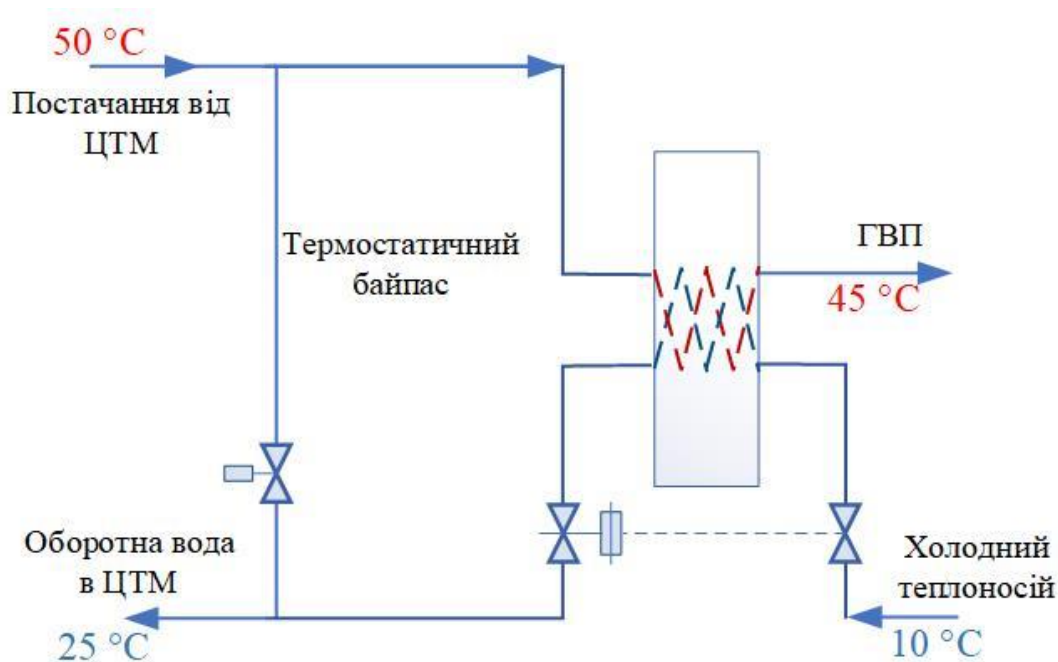 50 °C
Постачання від
ЦТМ
Термостатичний
байпас
ГВП
45 °C
Оборотна вода
в ЦТМ
25 °C
Холодний
теплоносій
10 °C